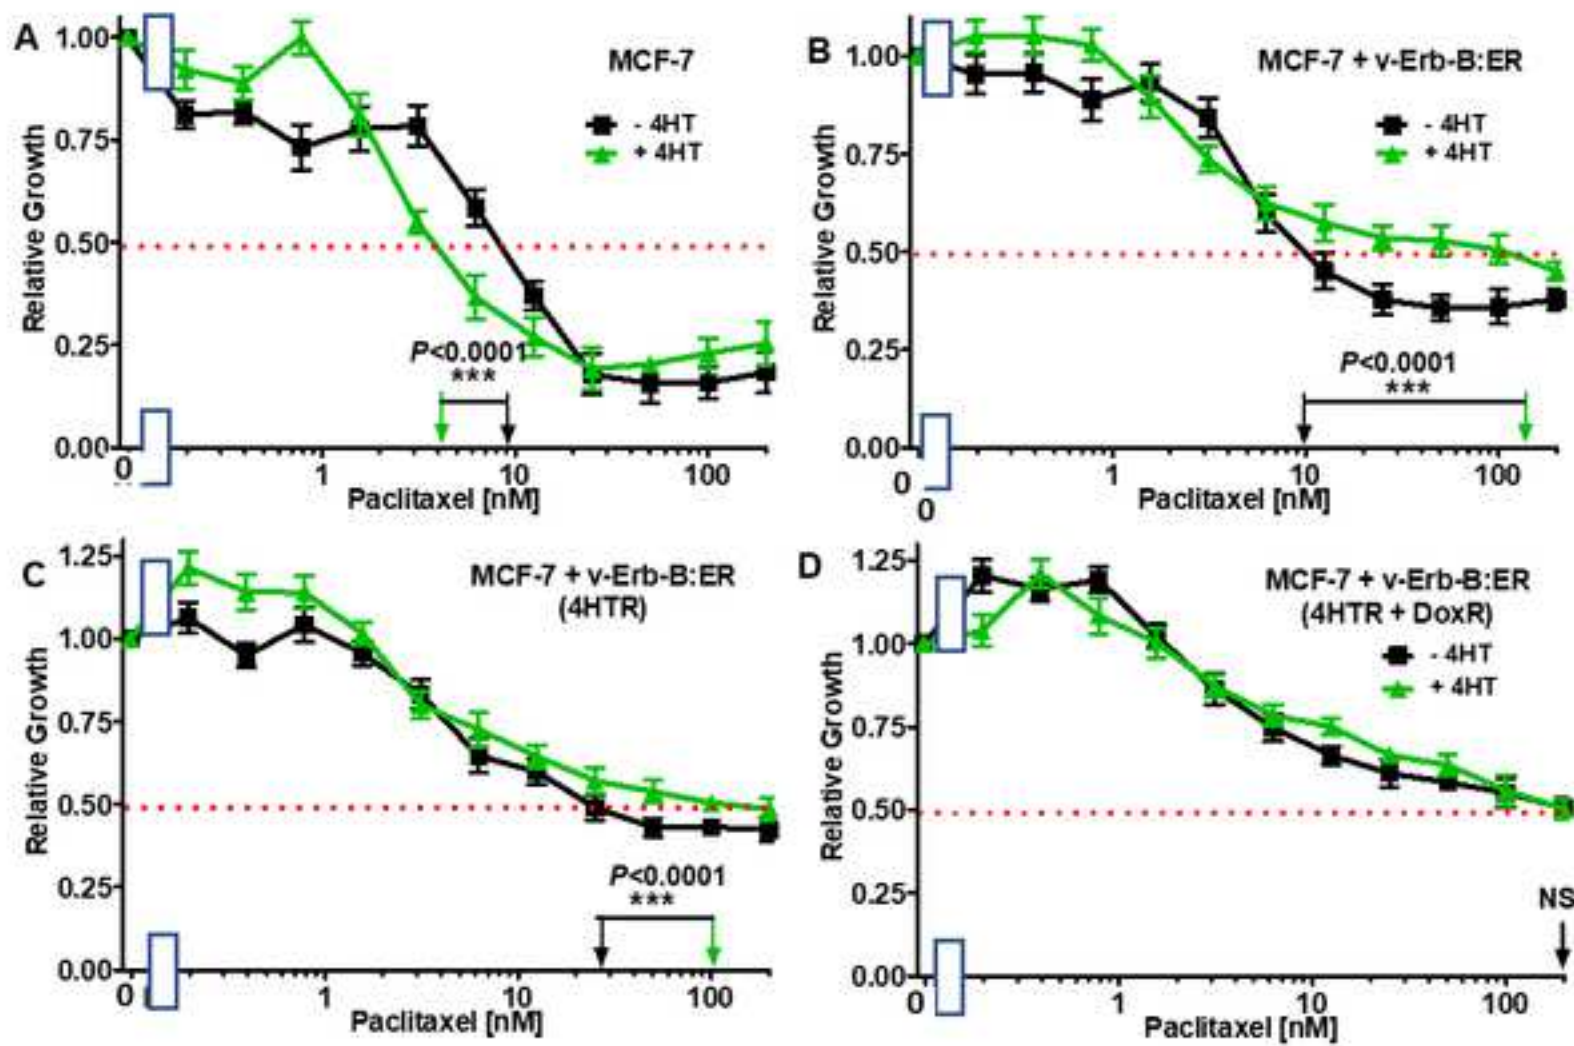 A
MCF-7
- 4HT
+ 4HT
Relative Growth
1.00
0.75
0.50
0.25
0.00
P<0.0001
***
0
1
10
100
Paclitaxel [nM]
B
MCF-7 + v-Erb-B:ER
- 4HT
+ 4HT
Relative Growth
1.00
0.75
0.50
0.25
0.00
P<0.0001
***
0
0
1
10
100
Paclitaxel [nM]
C
MCF-7 + v-Erb-B:ER
(4HTR)
Relative Growth
1.25
1.00
0.75
0.50
0.25
0.00
P<0.0001
***
0
1
10
100
Paclitaxel [nM]
D
MCF-7 + v-Erb-B:ER
(4HTR + DoxR)
- 4HT
+ 4HT
Relative Growth
1.25
1.00
0.75
0.50
0.25
0.00
NS
0
1
10
100
Paclitaxel [nM]